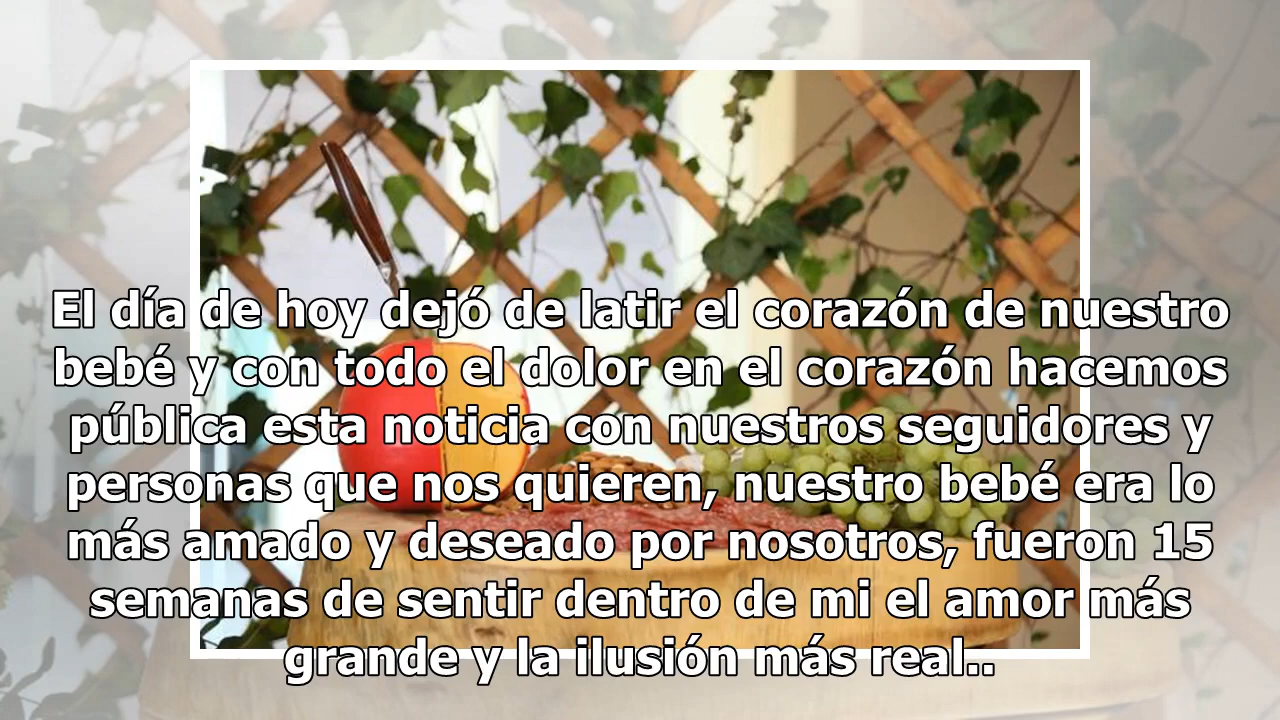 El día de hoy dejó de latir el corazón de nuestro
bebé y con todo el dolor en el corazón hacemos
pública esta noticia con nuestros seguidores y
personas que nos quieren, nuestro bebé era lo
más amado y deseado por nosotros, fueron 15
semanas de sentir dentro de mi el amor más
grande y la ilusión más real..